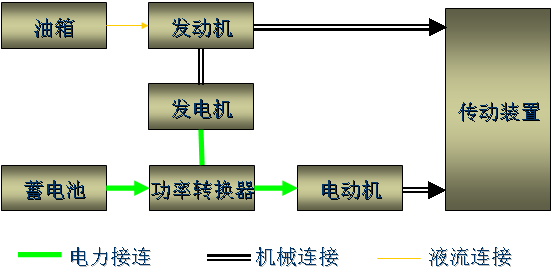 油箱
发动机
发电机
传动装置
蓄电池
功率转换器
电动机
电力接连
机械连接
液流连接